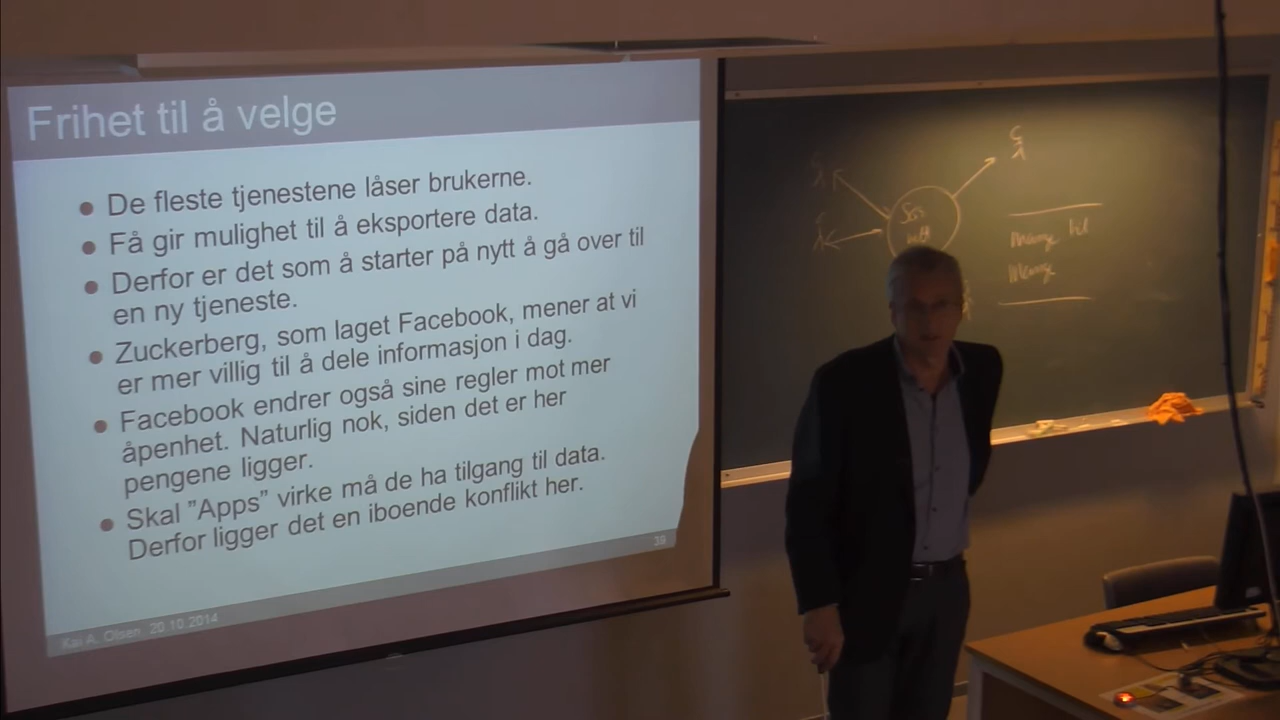 Frihet til å velge
De fleste tjenestene låser brukerne.
Få gir mulighet til å eksportere data.
Derfor er det som å starter på nytt å gå over til
en ny tjeneste.
Zuckerberg, som laget Facebook, mener at vi
er mer villig til å dele informasjon i dag.
Facebook endrer også sine regler mot mer
åpenhet. Naturlig nok, siden det er her
pengene ligger.
Skal ”Apps” virke må de ha tilgang til data.
Derfor ligger det en iboende konflikt her.
39
Kai A. Olsen 20.10.2014
Mange til
Mange